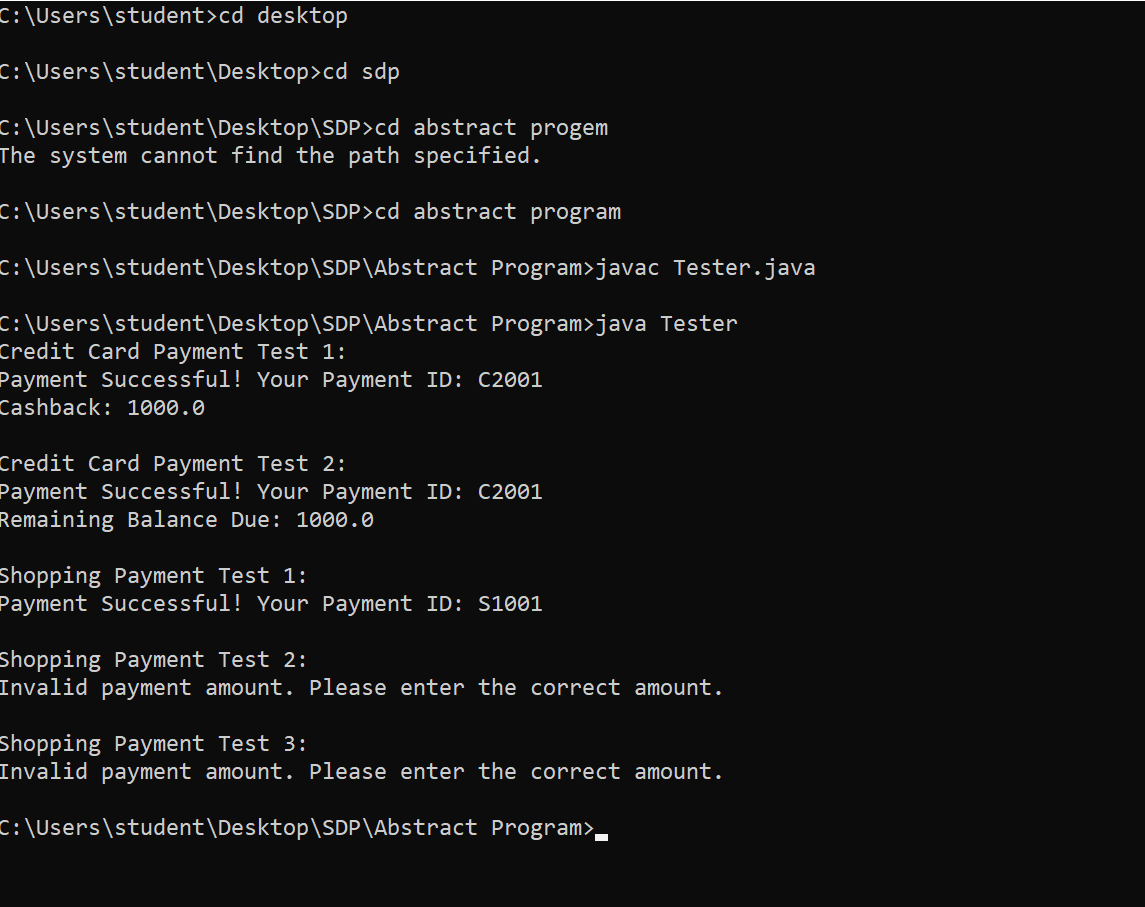 C:\Users\student>cd desktop
C:\Users\student\Desktop>cd sdp
C:\Users\student\Desktop\SDP>cd abstract progem
The system cannot find the path specified.
C:\Users\student\Desktop\SDP>cd abstract program
C:\Users\student\Desktop\SDP\Abstract Program>javac Tester.java
C:\Users\student\Desktop\SDP\Abstract Program>java Tester
Credit Card Payment Test 1:
Payment Successful! Your Payment ID: C2001
Cashback: 1000.0
Credit Card Payment Test 2:
Payment Successful! Your Payment ID: C2001
Remaining Balance Due: 1000.0
Shopping Payment Test 1:
Payment Successful! Your Payment ID: S1001
Shopping Payment Test 2:
Invalid payment amount. Please enter the correct amount.
Shopping Payment Test 3:
Invalid payment amount. Please enter the correct amount.
C:\Users\student\Desktop\SDP\Abstract Program>